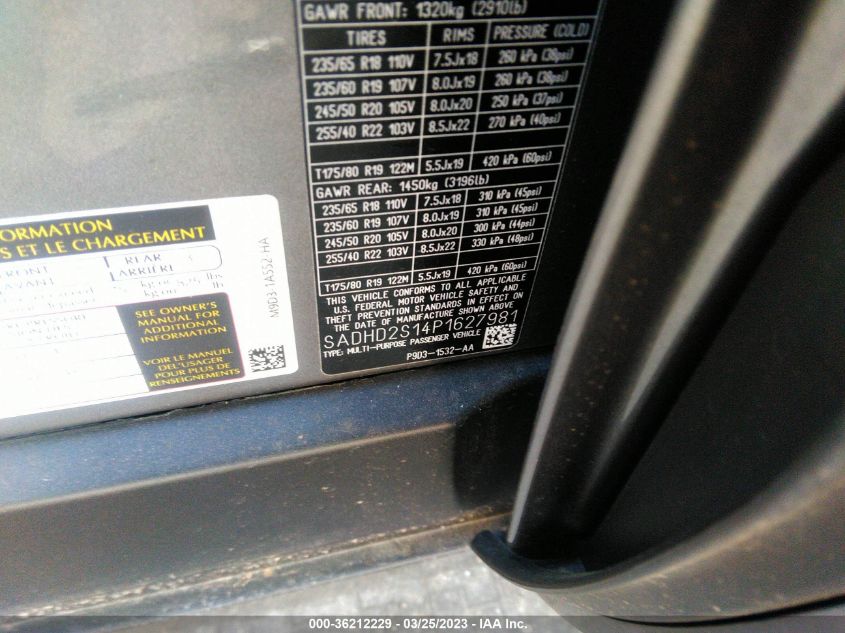 GAWR FRONT: 1320kg (2910lb)
TIRES RIMS PRESSURE (COLD)
235/65 R18 110V 7.5Jx18 260 kPa (38psi)
235/60 R19 107V 8.0Jx19 260 kPa (38psi)
245/50 R20 105V 8.0Jx20 250 kPa (37psi)
255/40 R22 103V 8.5Jx22 270 kPa (40psi)
T175/80 R19 122M 5.5Jx19 420 kPa (60psi)
GAWR REAR: 1450kg (3196lb)
235/65 R18 110V 7.5Jx18 310 kPa (45psi)
235/60 R19 107V 8.0Jx19 310 kPa (45psi)
245/50 R20 105V 8.0Jx20 300 kPa (44psi)
255/40 R22 103V 8.5Jx22 330 kPa (48psi)
T175/80 R19 122M 5.5Jx19 420 kPa (60psi)
THIS VEHICLE CONFORMS TO ALL APPLICABLE
U.S. FEDERAL MOTOR VEHICLE SAFETY AND
THEFT PREVENTION STANDARDS IN EFFECT ON
THE DATE OF MANUFACTURE SHOWN ABOVE
SADHD2S14P1627981
TYPE: MULTI-PURPOSE PASSENGER VEHICLE
P9D3-1532-AA
ORMATION
S ET LE CHARGEMENT
REAR
ARRIÈRE
SEE OWNER'S
MANUAL FOR
ADDITIONAL
INFORMATION
VOIR LE MANUEL
DE L'USAGER
POUR PLUS DE
RENSEIGNEMENTS
M9D3 1A552 HA
000-36212229 — 03/25/2023 — IAA Inc.